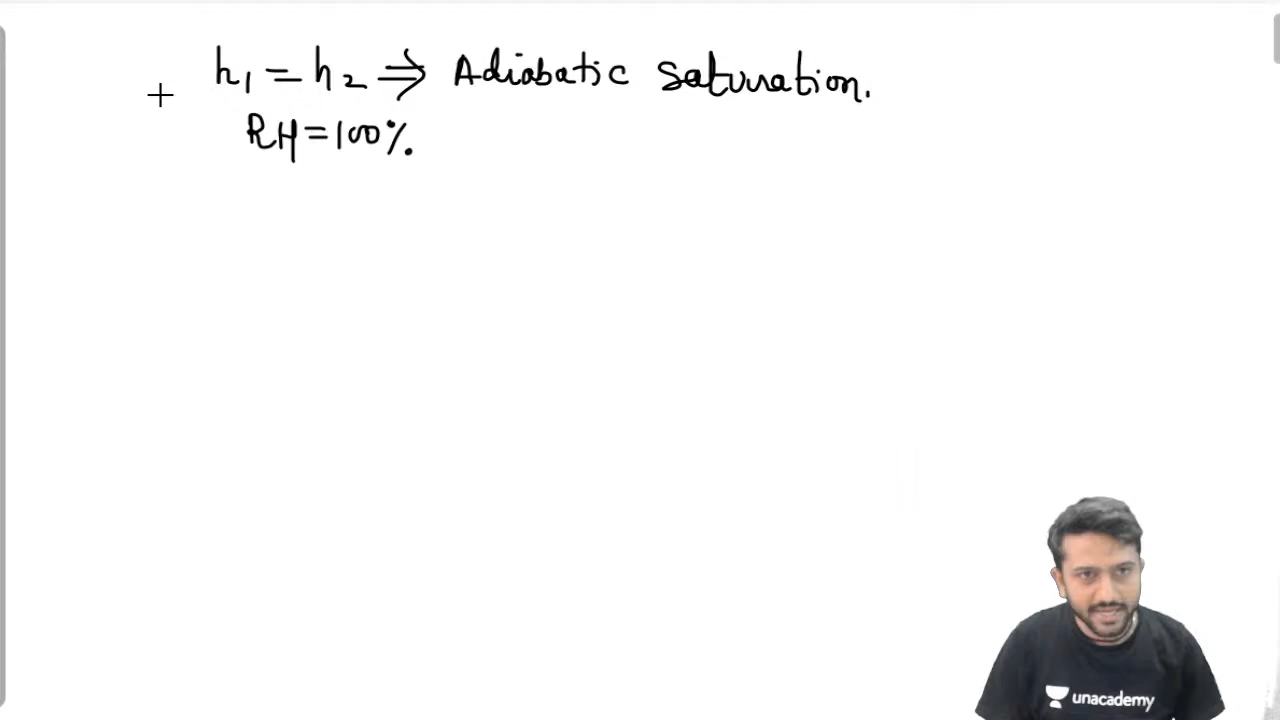 h₁ = h₂ ⇒ Adiabatic saturation.
RH = 100%.
unacademy